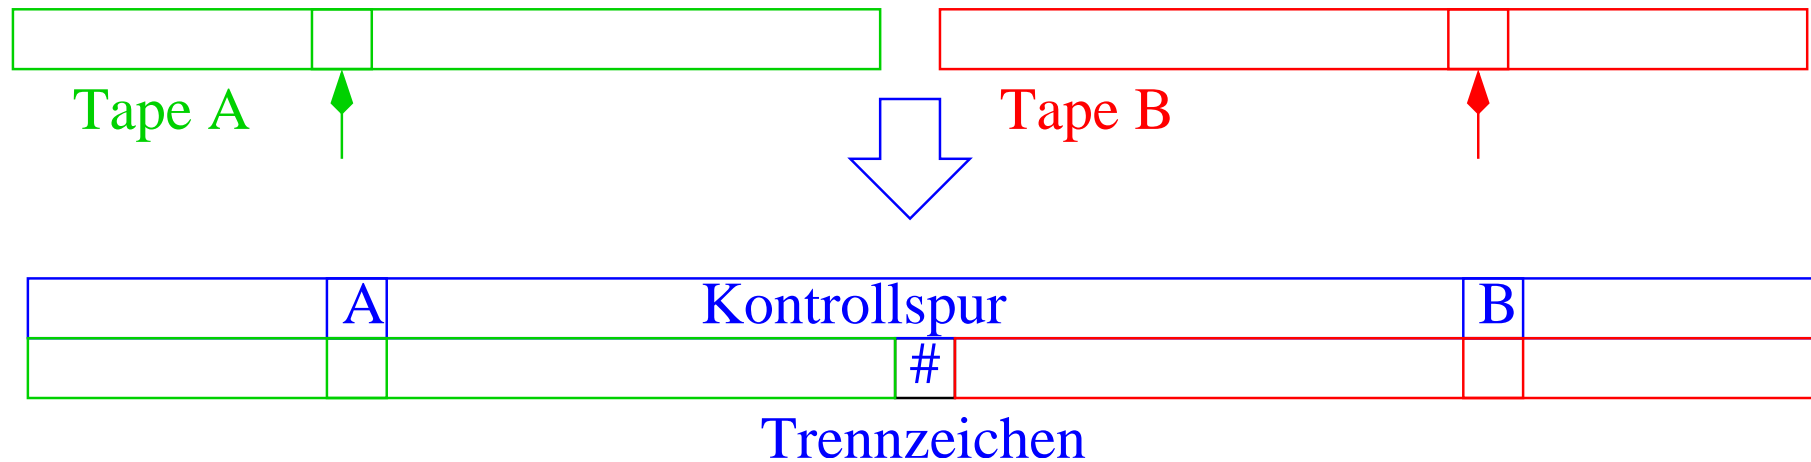 Tape A
Tape B
A Kontrollspur B
#
Trennzeichen